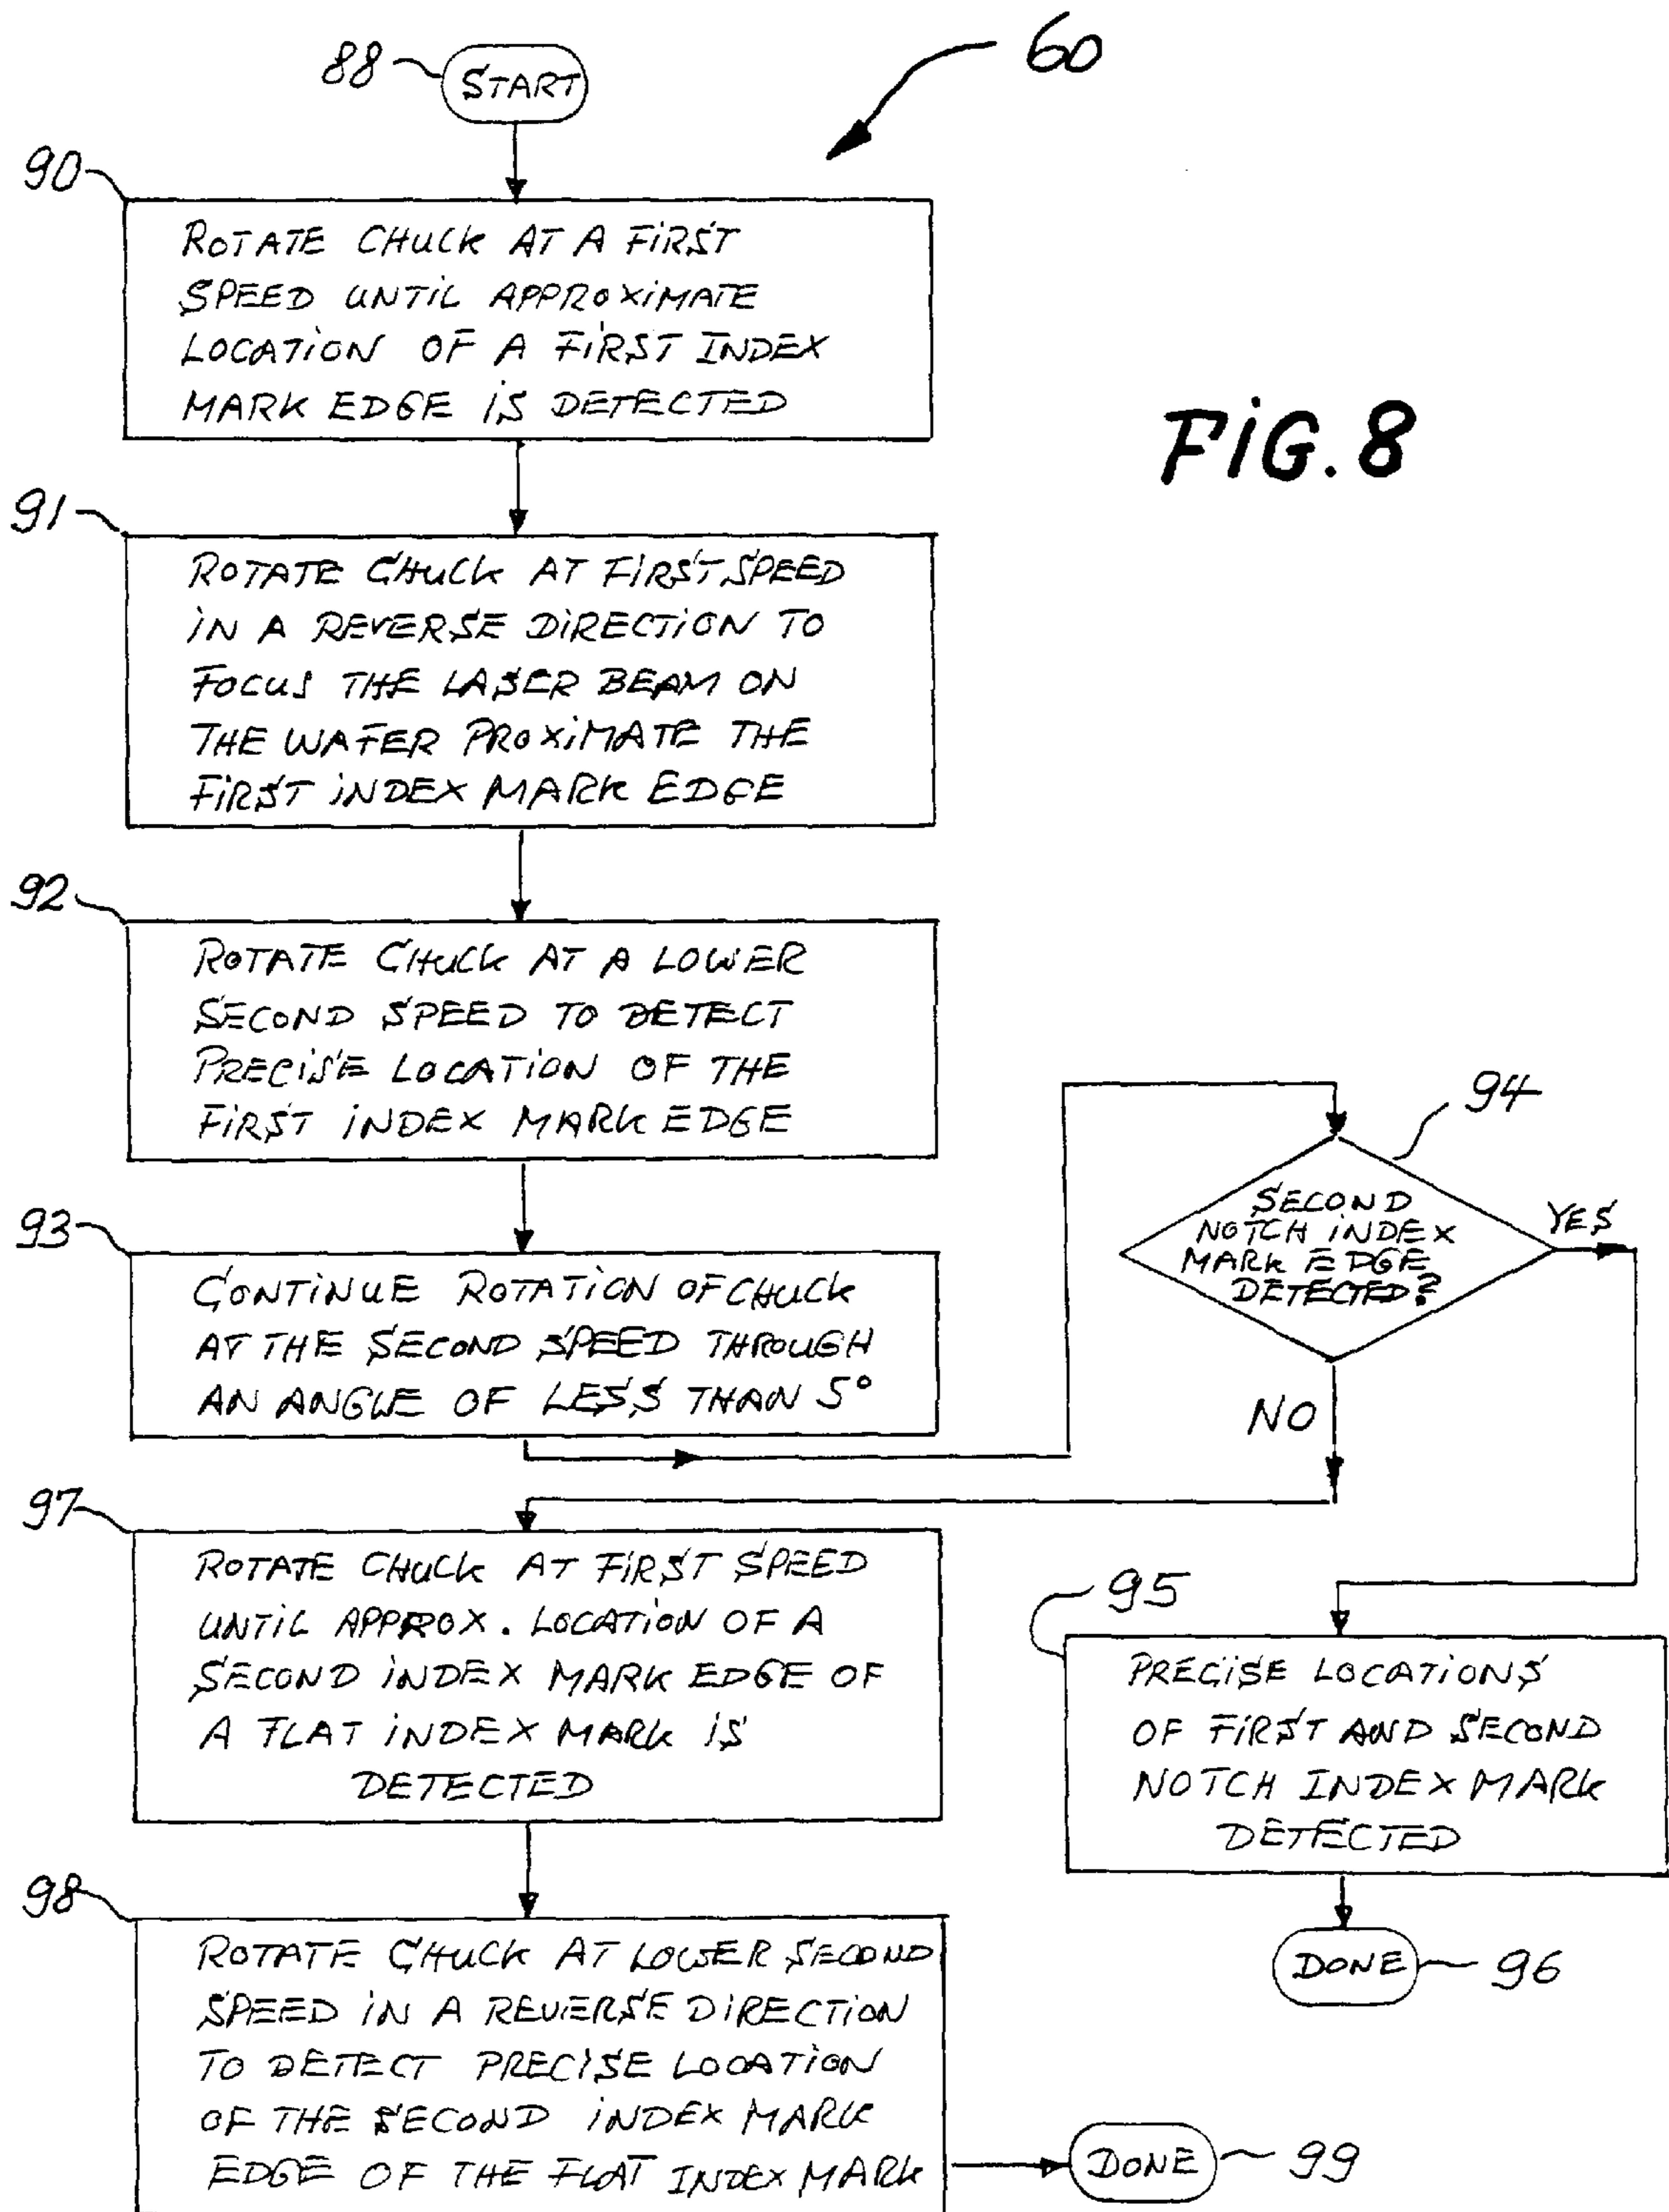 60
88
START
90
ROTATE CHUCK AT A FIRST
SPEED UNTIL APPROXIMATE
LOCATION OF A FIRST INDEX
MARK EDGE IS DETECTED
FIG. 8
91
ROTATE CHUCK AT FIRST SPEED
IN A REVERSE DIRECTION TO
FOCUS THE LASER BEAM ON
THE WAFER PROXIMATE THE
FIRST INDEX MARK EDGE
92
ROTATE CHUCK AT A LOWER
SECOND SPEED TO DETECT
PRECISE LOCATION OF THE
FIRST INDEX MARK EDGE
93
CONTINUE ROTATION OF CHUCK
AT THE SECOND SPEED THROUGH
AN ANGLE OF LESS THAN 5°
94
SECOND
NOTCH INDEX
MARK EDGE
DETECTED?
YES
NO
97
ROTATE CHUCK AT FIRST SPEED
UNTIL APPROX. LOCATION OF A
SECOND INDEX MARK EDGE OF
A FLAT INDEX MARK IS
DETECTED
95
PRECISE LOCATIONS
OF FIRST AND SECOND
NOTCH INDEX MARK
DETECTED
DONE
96
98
ROTATE CHUCK AT LOWER SECOND
SPEED IN A REVERSE DIRECTION
TO DETECT PRECISE LOCATION
OF THE SECOND INDEX MARK
EDGE OF THE FLAT INDEX MARK
DONE
99